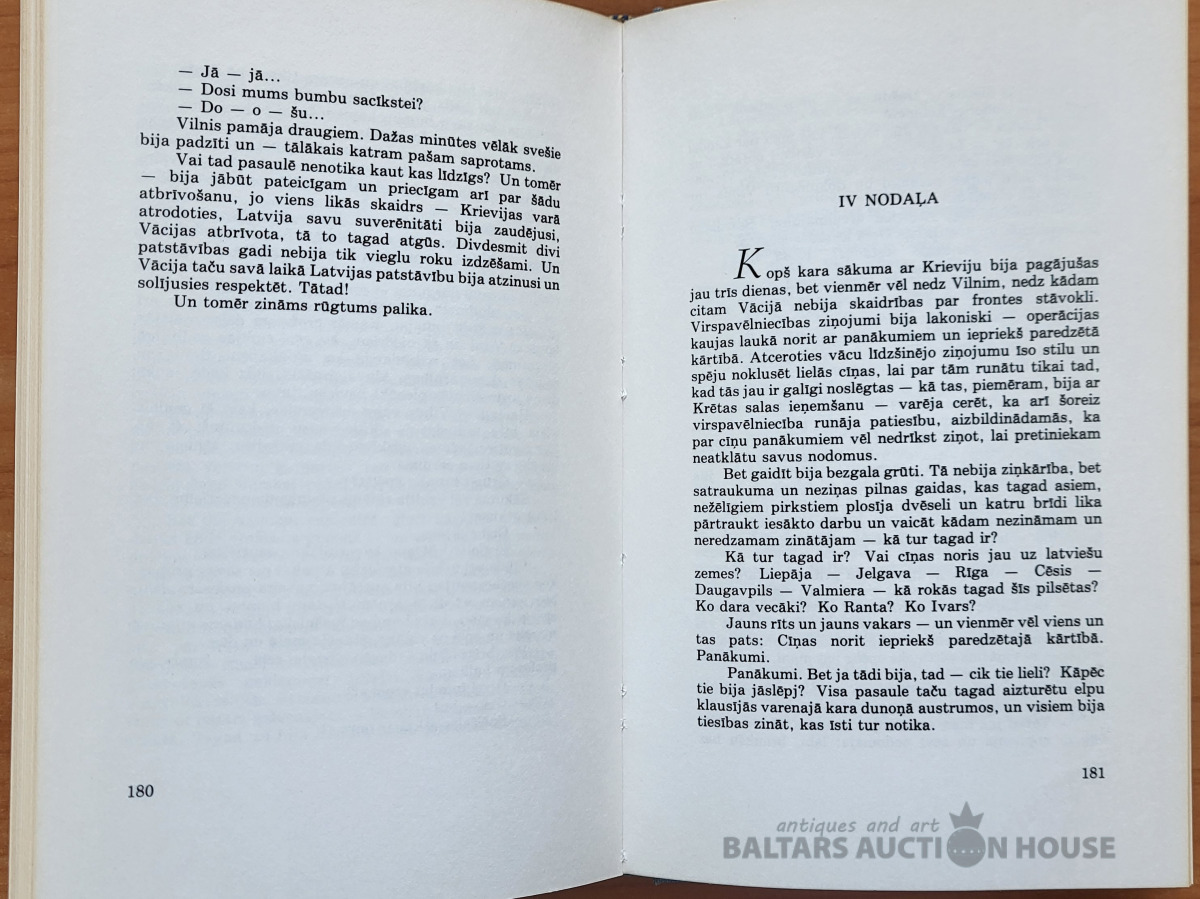 — Jā — jā...
— Dosi mums bumbu sacīkstei?
— Do — o — šu...
Vilnis pamāja draugiem. Dažas minūtes vēlāk svešie
bija padzīti un — tālākais katram pašam saprotams.
Vai tad pasaulē nenotika kaut kas līdzīgs? Un tomēr
— bija jābūt pateicīgam un priecīgam arī par šādu
atbrīvošanu, jo viens likās skaidrs — Krievijas varā
atrodoties, Latvija savu suverēnitāti bija zaudējusi,
Vācijas atbrīvota, tā to tagad atgūs. Divdesmit divi
patstāvības gadi nebija tik vieglu roku izdzēšami. Un
Vācija taču savā laikā Latvijas patstāvību bija atzinusi un
solījusies respektēt. Tātad!
Un tomēr zināms rūgtums palika.
180
IV NODAĻA
Kopš kara sākuma ar Krieviju bija pagājušas
jau trīs dienas, bet vienmēr vēl nedz Vilnim, nedz kādam
citam Vācijā nebija skaidrības par frontes stāvokli.
Virspavēlniecības ziņojumi bija lakoniski — operācijas
kaujas laukā norit ar panākumiem un iepriekš paredzētā
kārtībā. Atceroties vācu līdzšinējo ziņojumu īso stilu un
spēju noklusēt lielās cīņas, lai par tām runātu tikai tad,
kad tās jau ir galīgi noslēgtas — kā tas, piemēram, bija ar
Krētas salas ieņemšanu — varēja cerēt, ka arī šoreiz
virspavēlniecība runāja patiesību, aizbildinādamās, ka
par cīņu panākumiem vēl nedrīkst ziņot, lai pretiniekam
neatklātu savus nodomus.
Bet gaidīt bija bezgala grūti. Tā nebija ziņkārība, bet
satraukuma un neziņas pilnas gaidas, kas tagad asiem,
nežēlīgiem pirkstiem plosīja dvēseli un katru brīdi lika
pārtraukt iesākto darbu un vaicāt kādam nezināmam un
neredzamam zinātājam — kā tur tagad ir?
Kā tur tagad ir? Vai cīņas noris jau uz latviešu
zemes? Liepāja — Jelgava — Rīga — Cēsis —
Daugavpils — Valmiera — kā rokās tagad šīs pilsētas?
Ko dara vecāki? Ko Ranta? Ko Ivars?
Jauns rīts un jauns vakars — un vienmēr vēl viens un
tas pats: Cīņas norit iepriekš paredzētajā kārtībā.
Panākumi.
Panākumi. Bet ja tādi bija, tad — cik tie lieli? Kāpēc
tie bija jāslēpj? Visa pasaule taču tagad aizturētu elpu
klausījās varenajā kara dunoņā austrumos, un visiem bija
tiesības zināt, kas īsti tur notika.
181
antiques and art
BALTARS AUCTION HOUSE